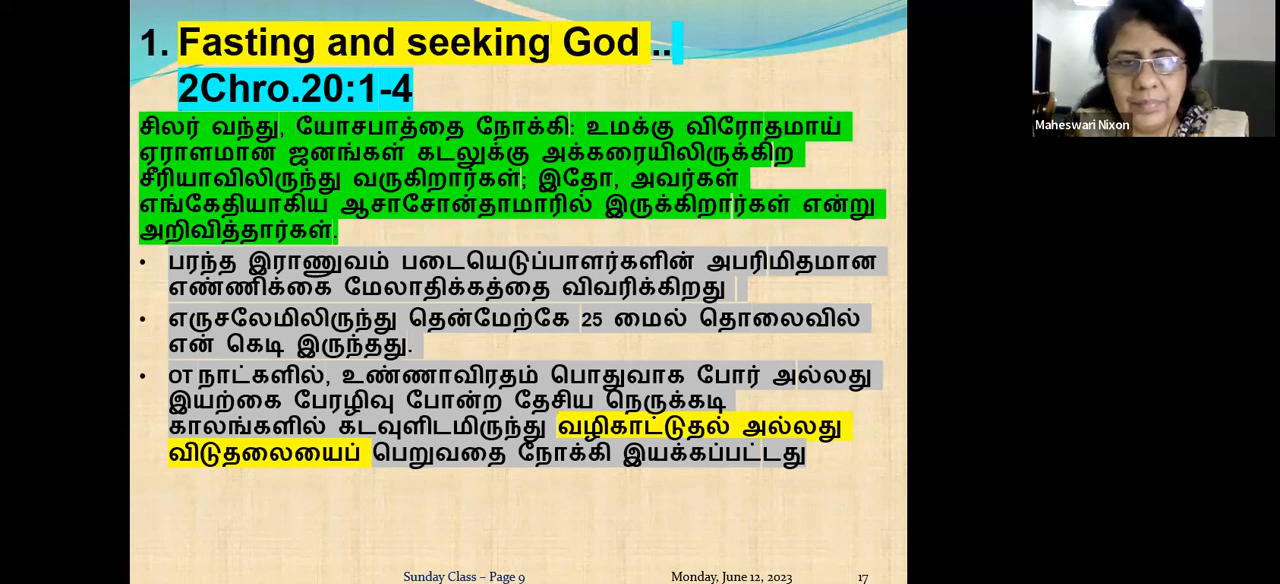 1. Fasting and seeking God ..
2Chro.20:1-4
சிலர் வந்து, யோசபாத்தை நோக்கி: உமக்கு விரோதமாய்
ஏராளமான ஜனங்கள் கடலுக்கு அக்கரையிலிருக்கிற
சீரியாவிலிருந்து வருகிறார்கள்; இதோ, அவர்கள்
எங்கேதியாகிய ஆசாசோன்தாமாரில் இருக்கிறார்கள் என்று
அறிவித்தார்கள்.
• பரந்த இராணுவம் படையெடுப்பாளர்களின் அபரிமிதமான
எண்ணிக்கை மேலாதிக்கத்தை விவரிக்கிறது
• எருசலேமிலிருந்து தென்மேற்கே 25 மைல் தொலைவில்
என் கெடி இருந்தது.
• OT நாட்களில், உண்ணாவிரதம் பொதுவாக போர் அல்லது
இயற்கை பேரழிவு போன்ற தேசிய நெருக்கடி
காலங்களில் கடவுளிடமிருந்து வழிகாட்டுதல் அல்லது
விடுதலையைப் பெறுவதை நோக்கி இயக்கப்பட்டது
Sunday Class – Page 9 Monday, June 12, 2023 17
Maheswari Nixon